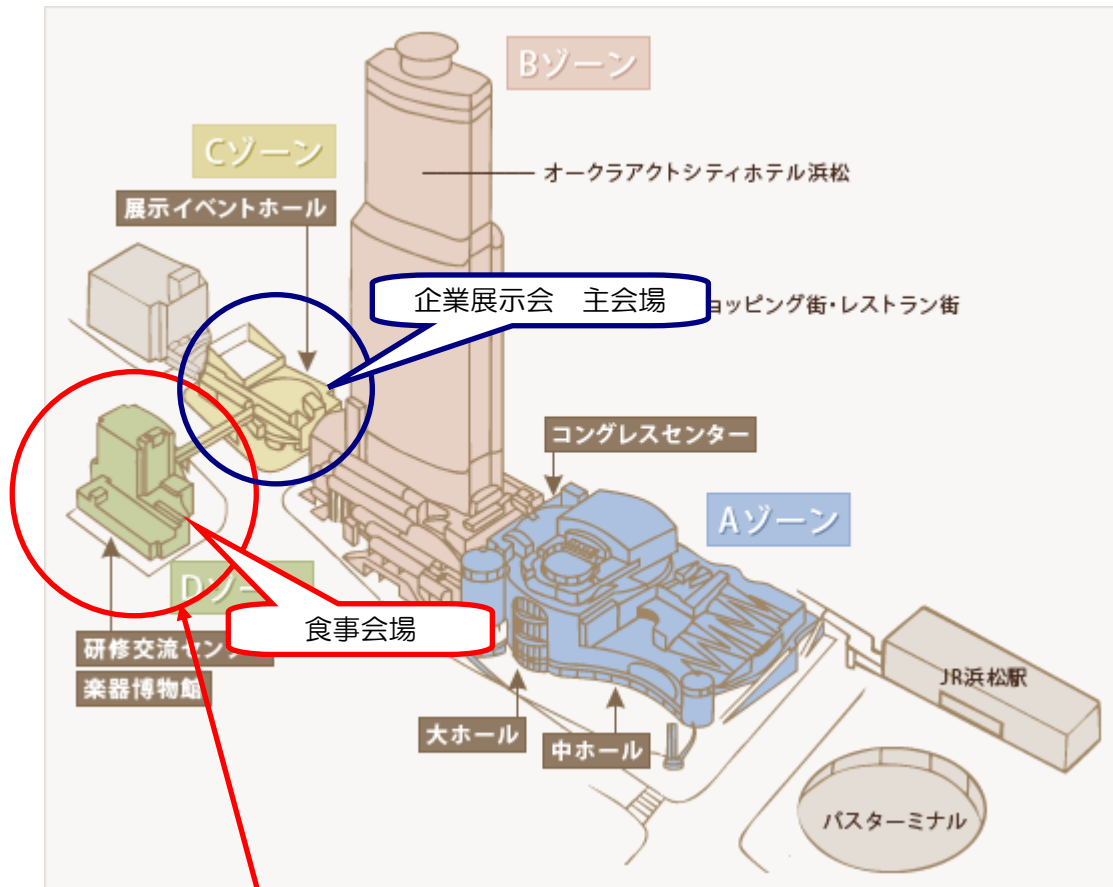 Bゾーン
Cゾーン
オークラアクトシティホテル浜松
展示イベントホール
企業展示会　主会場
ョッピング街・レストラン街
コングレスセンター
Aゾーン
Dゾー
食事会場
研修交流セン
楽器博物館
JR浜松駅
大ホール
中ホール
バスターミナル